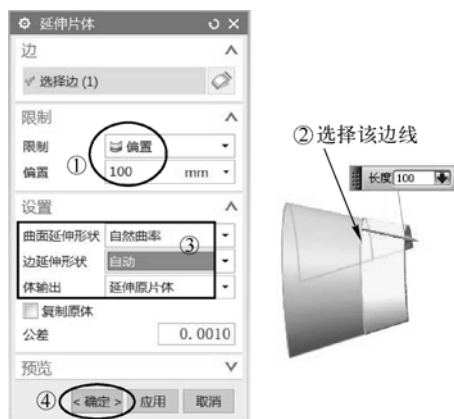 延伸片体
边
选择边 (1)
限制
限制 偏置
① 
偏置 100 mm
设置
曲面延伸形状 自然曲率
③
边延伸形状 自动
体输出 延伸原片体
复制原体
公差 0.0010
预览
④ <确定> 应用 取消
②选择该边线
长度 100